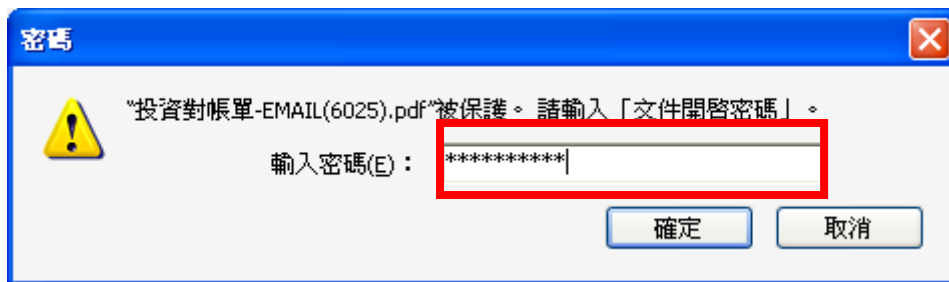 密碼
"投資對帳單-EMAIL(6025).pdf"被保護。 請輸入「文件開啓密碼」。
輸入密碼(E)： **********
確定 取消